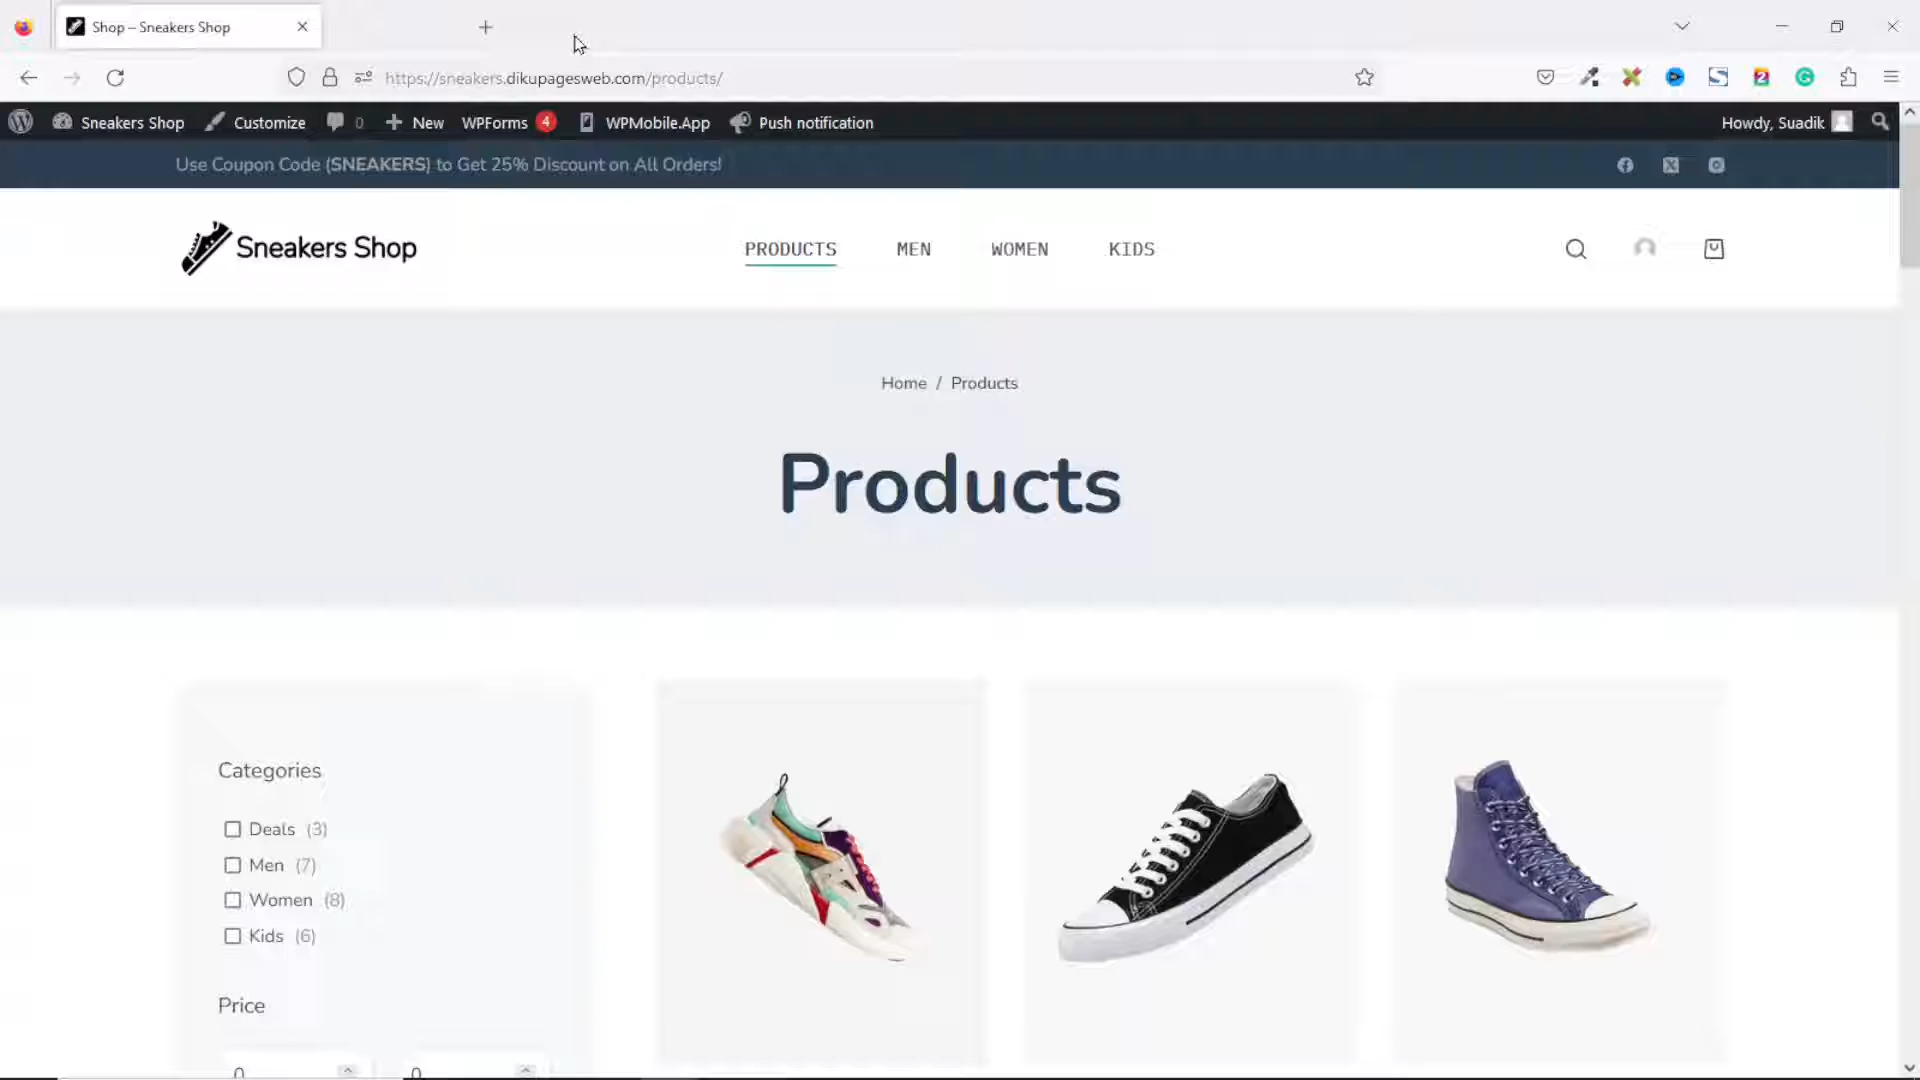 Shop – Sneakers Shop
https://sneakers.dikupagesweb.com/products/
Sneakers Shop Customize 0 New WPForms 4 WPMobile.App Push notification Howdy, Suadik
Use Coupon Code (SNEAKERS) to Get 25% Discount on All Orders!
Sneakers Shop PRODUCTS MEN WOMEN KIDS
Home / Products
Products
Categories
Deals (3)
Men (7)
Women (8)
Kids (6)
Price
0 0